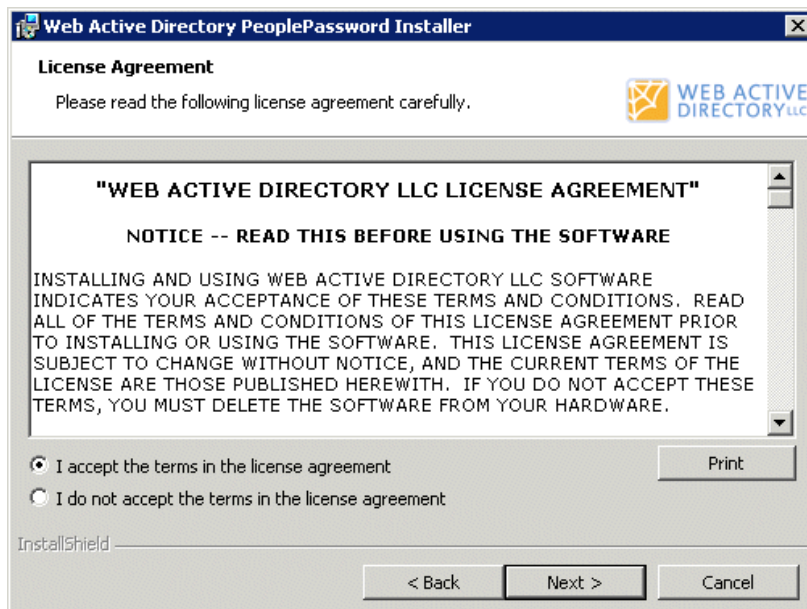 Web Active Directory PeoplePassword Installer
License Agreement
Please read the following license agreement carefully.
WEB ACTIVE
DIRECTORY LLC
"WEB ACTIVE DIRECTORY LLC LICENSE AGREEMENT"
NOTICE -- READ THIS BEFORE USING THE SOFTWARE
INSTALLING AND USING WEB ACTIVE DIRECTORY LLC SOFTWARE
INDICATES YOUR ACCEPTANCE OF THESE TERMS AND CONDITIONS.  READ
ALL OF THE TERMS AND CONDITIONS OF THIS LICENSE AGREEMENT PRIOR
TO INSTALLING OR USING THE SOFTWARE.  THIS LICENSE AGREEMENT IS
SUBJECT TO CHANGE WITHOUT NOTICE, AND THE CURRENT TERMS OF THE
LICENSE ARE THOSE PUBLISHED HEREWITH.  IF YOU DO NOT ACCEPT THESE
TERMS, YOU MUST DELETE THE SOFTWARE FROM YOUR HARDWARE.
I accept the terms in the license agreement
Print
I do not accept the terms in the license agreement
InstallShield
< Back
Next >
Cancel